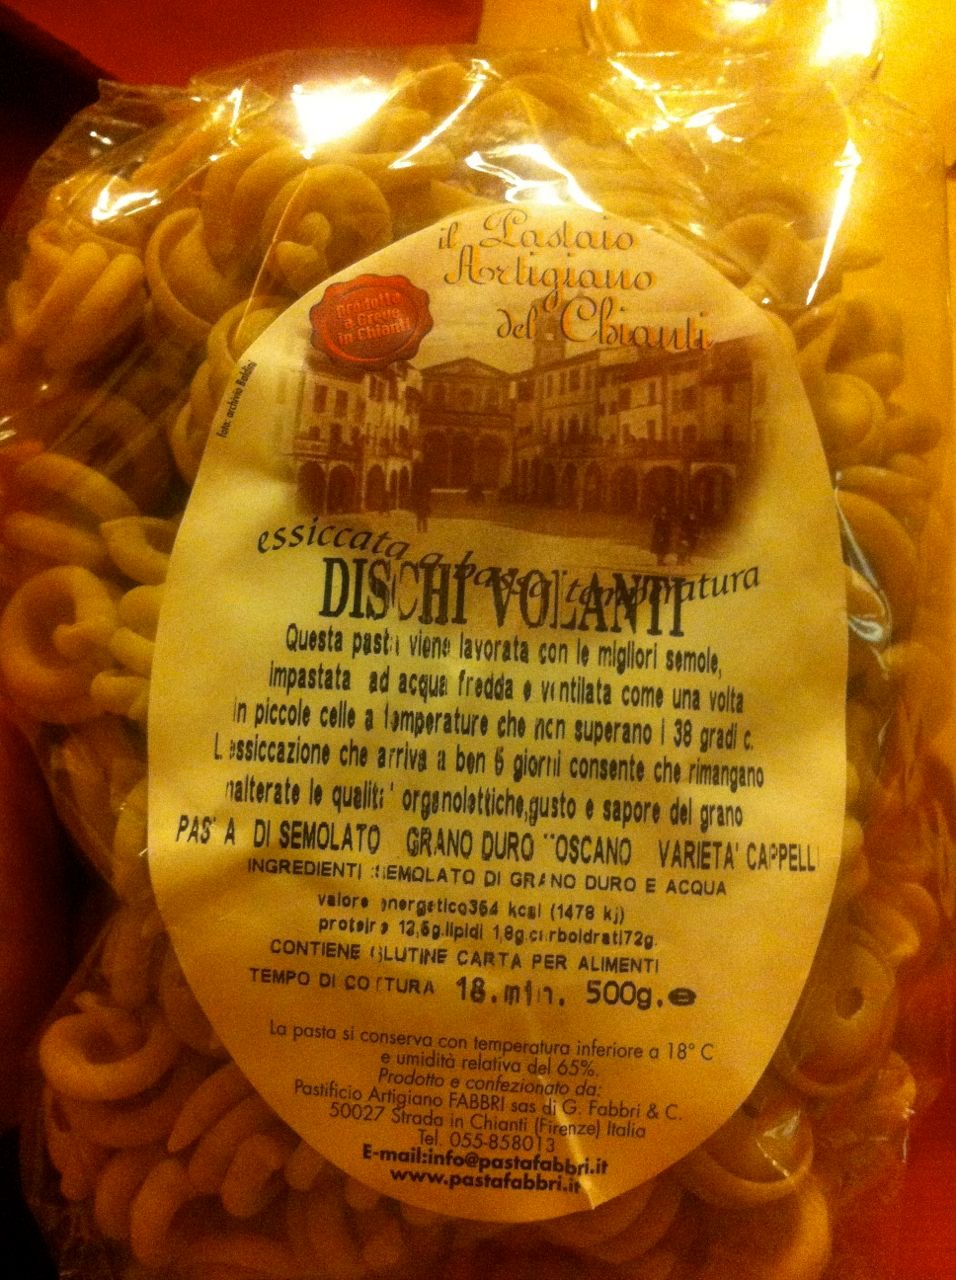 il Pastaio
Artigiano
del Chianti
Prodotta
a Greve
in Chianti
foto: archivio Baldini
essiccata a bassa temperatura
DISCHI VOLANTI
Questa pasta viene lavorata con le migliori semole,
impastata ad acqua fredda e ventilata come una volta
in piccole celle a temperature che non superano i 38 gradi c.
L essiccazione che arriva a ben 6 giorni consente che rimangano
inalterate le qualita' organolettiche,gusto e sapore del grano
PASTA DI SEMOLATO GRANO DURO TOSCANO VARIETA' CAPPELLI
INGREDIENTI SEMOLATO DI GRANO DURO E ACQUA
valore energetico364 kcal (1478 kj)
proteine 12,6g.lipidi 1,8g.carboidrati72g.
CONTIENE GLUTINE CARTA PER ALIMENTI
TEMPO DI COTTURA 18.min. 500g.e
La pasta si conserva con temperatura inferiore a 18° C
e umidità relativa del 65%.
Prodotto e confezionato da:
Pastificio Artigiano FABBRI sas di G. Fabbri & C.
50027 Strada in Chianti (Firenze) Italia
Tel. 055-858013
E-mail:info@pastafabbri.it
www.pastafabbri.it